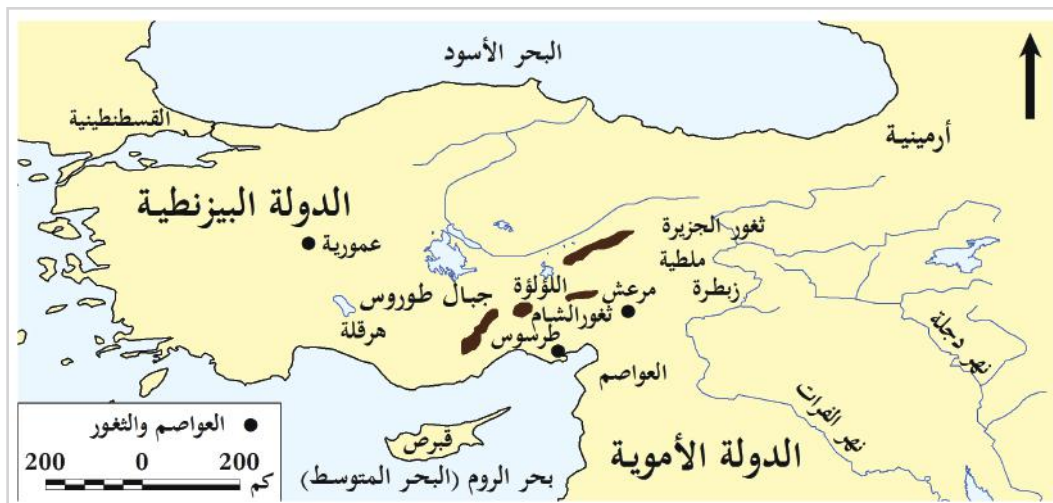 البحر الأسود
القسطنطينية
أرمينية
الدولة البيزنطية
عمورية
ثغور الجزيرة
ملطية
زبطرة
اللؤلؤة
مرعش
جبال طوروس
ثغور الشام
هرقلة
طرسوس
العواصم
نهر دجلة
نهر الفرات
الدولة الأموية
قبرص
بحر الروم (البحر المتوسط)
العواصم والثغور
200 0 200
كم